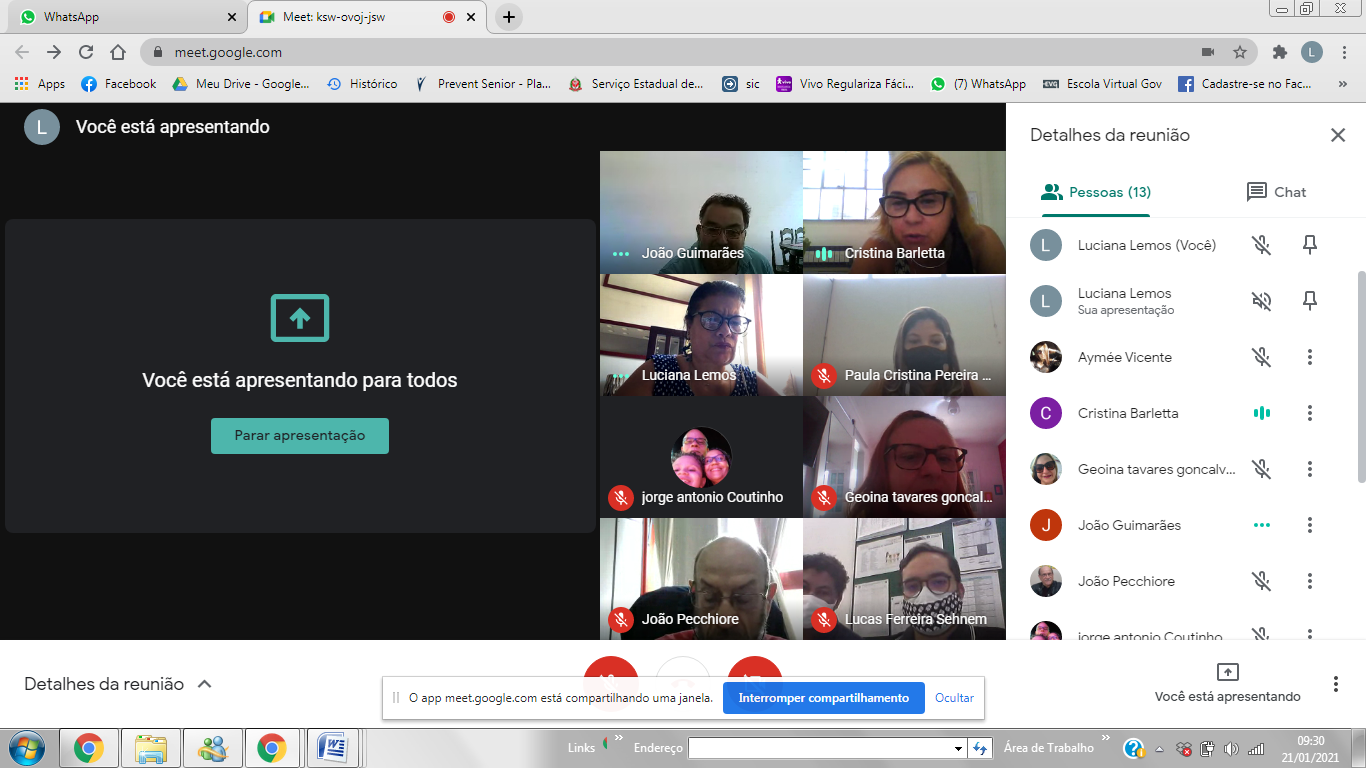 WhatsApp
Meet: ksw-ovoj-jsw
meet.google.com
Apps
Facebook
Meu Drive - Google...
Histórico
Prevent Senior - Pla...
Serviço Estadual de...
sic
Vivo Regulariza Fáci...
(7) WhatsApp
EVG
Escola Virtual Gov
Cadastre-se no Fac...
»
L
Você está apresentando
Você está apresentando para todos
Parar apresentação
João Guimarães
Cristina Barletta
Luciana Lemos
Paula Cristina Pereira ...
jorge antonio Coutinho
Geoina tavares goncal...
João Pecchiore
Lucas Ferreira Sehnem
Detalhes da reunião
Pessoas (13)
Chat
L
Luciana Lemos (Você)
L
Luciana Lemos
Sua apresentação
Aymée Vicente
C
Cristina Barletta
Geoina tavares goncalv...
J
João Guimarães
João Pecchiore
jorge antonio Coutinho
Detalhes da reunião
O app meet.google.com está compartilhando uma janela.
Interromper compartilhamento
Ocultar
Você está apresentando
Links
»
Endereço
Área de Trabalho
»
09:30
21/01/2021